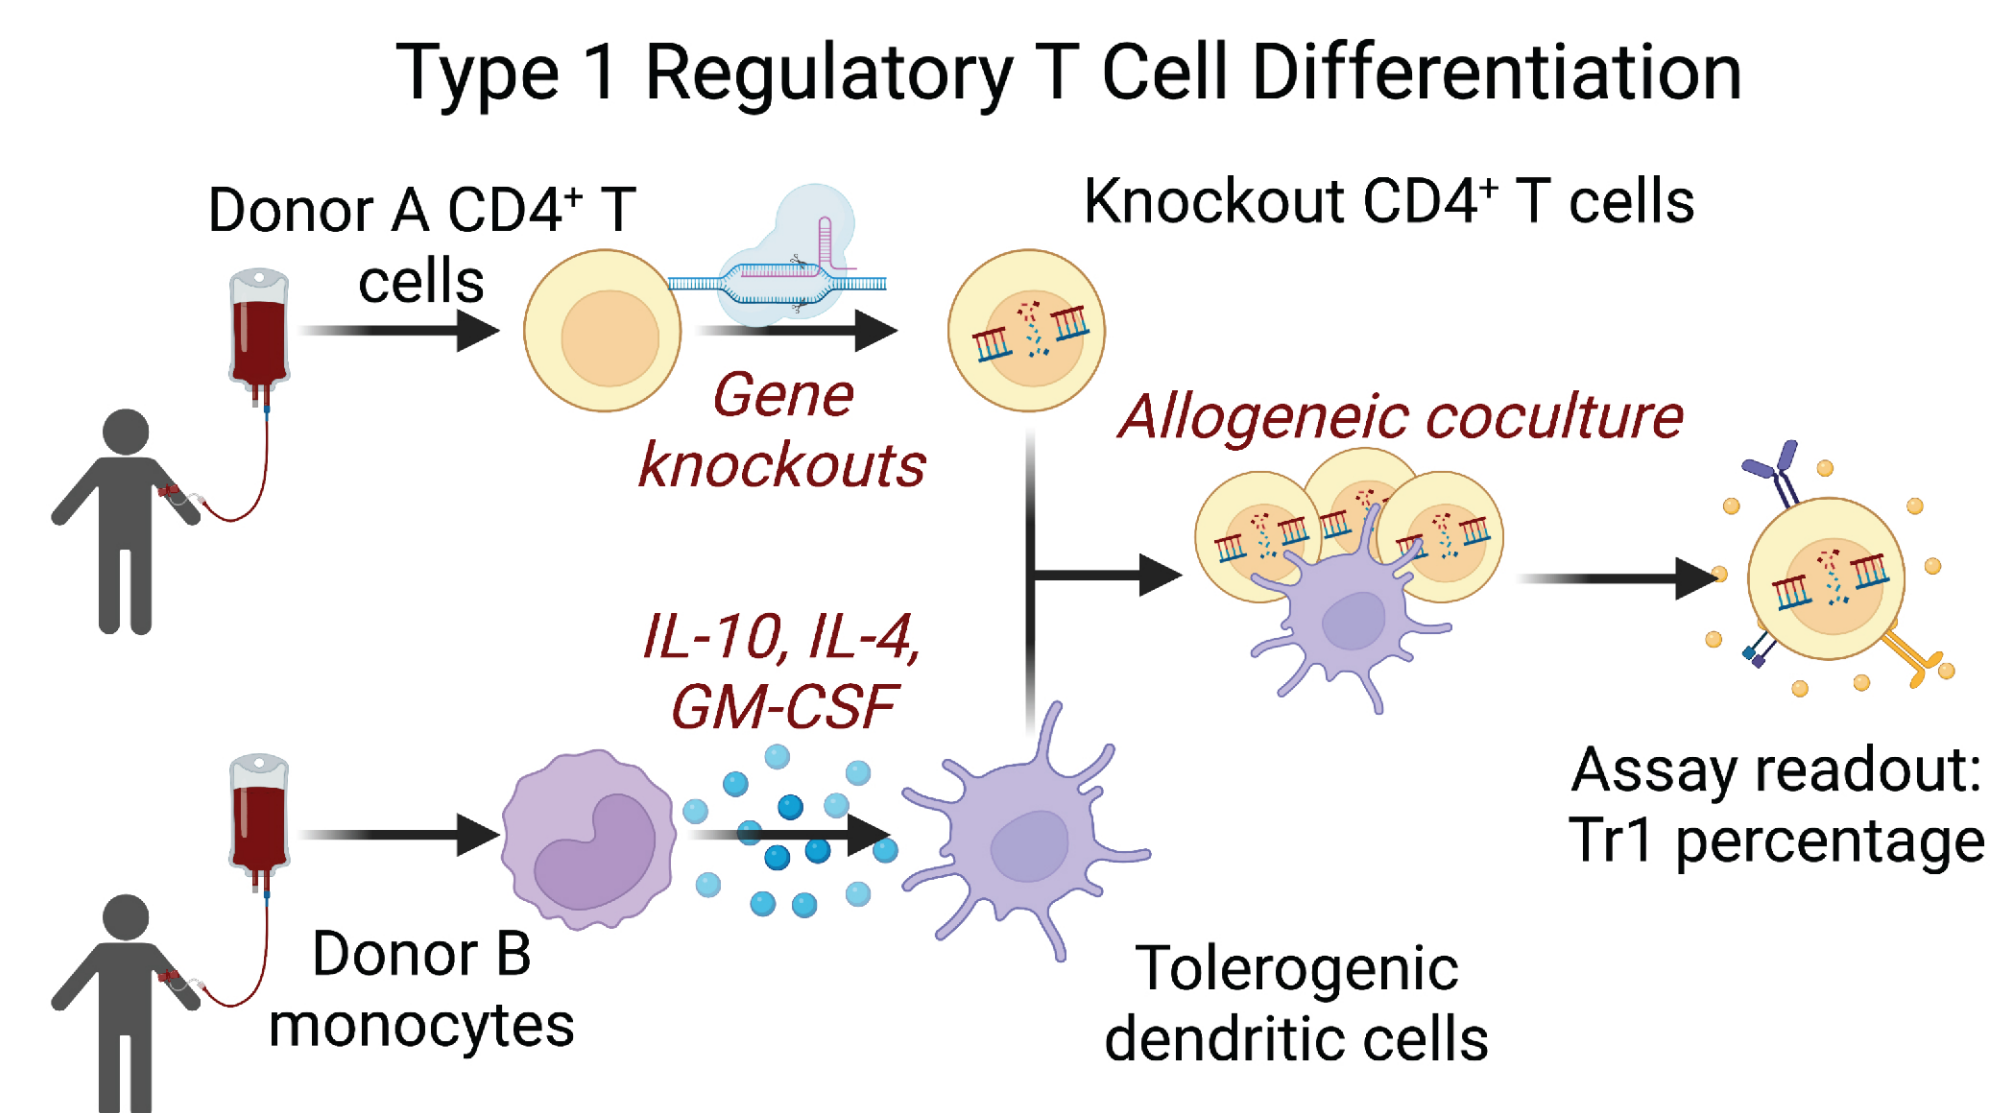 Type 1 Regulatory T Cell Differentiation
Donor A CD4⁺ T
cells
Knockout CD4⁺ T cells
Gene
knockouts
Allogeneic coculture
IL-10, IL-4,
GM-CSF
Assay readout:
Tr1 percentage
Donor B
monocytes
Tolerogenic
dendritic cells